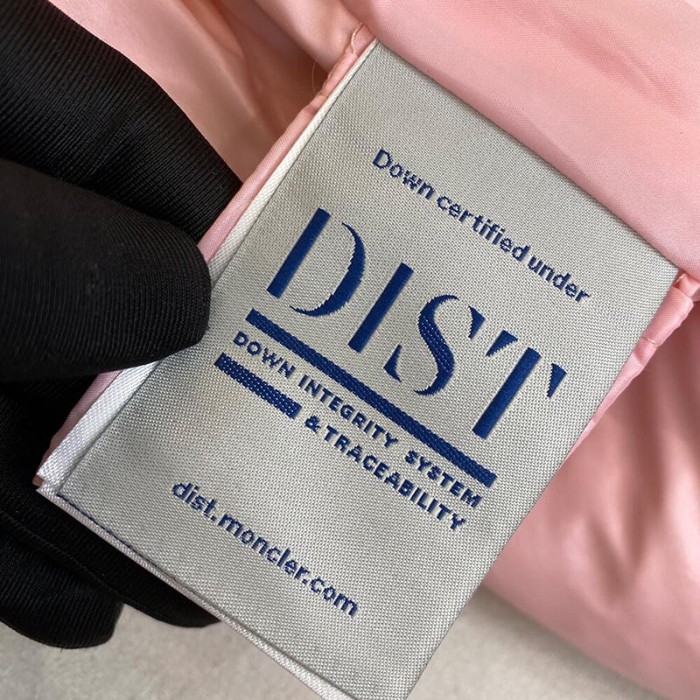 Down certified under
DIST
DOWN INTEGRITY SYSTEM
& TRACEABILITY
dist.moncler.com